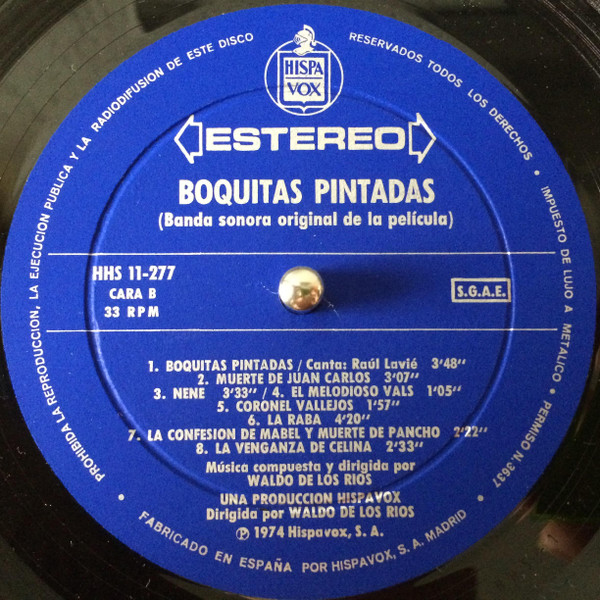 PROHIBIDA LA REPRODUCCION, LA EJECUCION PUBLICA Y LA RADIODIFUSION DE ESTE DISCO
RESERVADOS TODOS LOS DERECHOS • IMPUESTO DE LUJO A METALICO • PERMISO N.º 3637
HISPA
VOX
ESTEREO
BOQUITAS PINTADAS
(Banda sonora original de la película)
HHS 11-277
CARA B
33 RPM
S.G.A.E.
1. BOQUITAS PINTADAS / Canta: Raúl Lavié 3'48"
2. MUERTE DE JUAN CARLOS 3'07"
3. NENE 3'33" / 4. EL MELODIOSO VALS 1'05"
5. CORONEL VALLEJOS 1'57"
6. LA RABA 4'20"
7. LA CONFESION DE MABEL Y MUERTE DE PANCHO 2'22"
8. LA VENGANZA DE CELINA 2'33"
Música compuesta y dirigida por
WALDO DE LOS RIOS
UNA PRODUCCION HISPAVOX
Dirigida por WALDO DE LOS RIOS
℗ 1974 Hispavox, S. A.
• FABRICADO EN ESPAÑA POR HISPAVOX, S. A. MADRID •